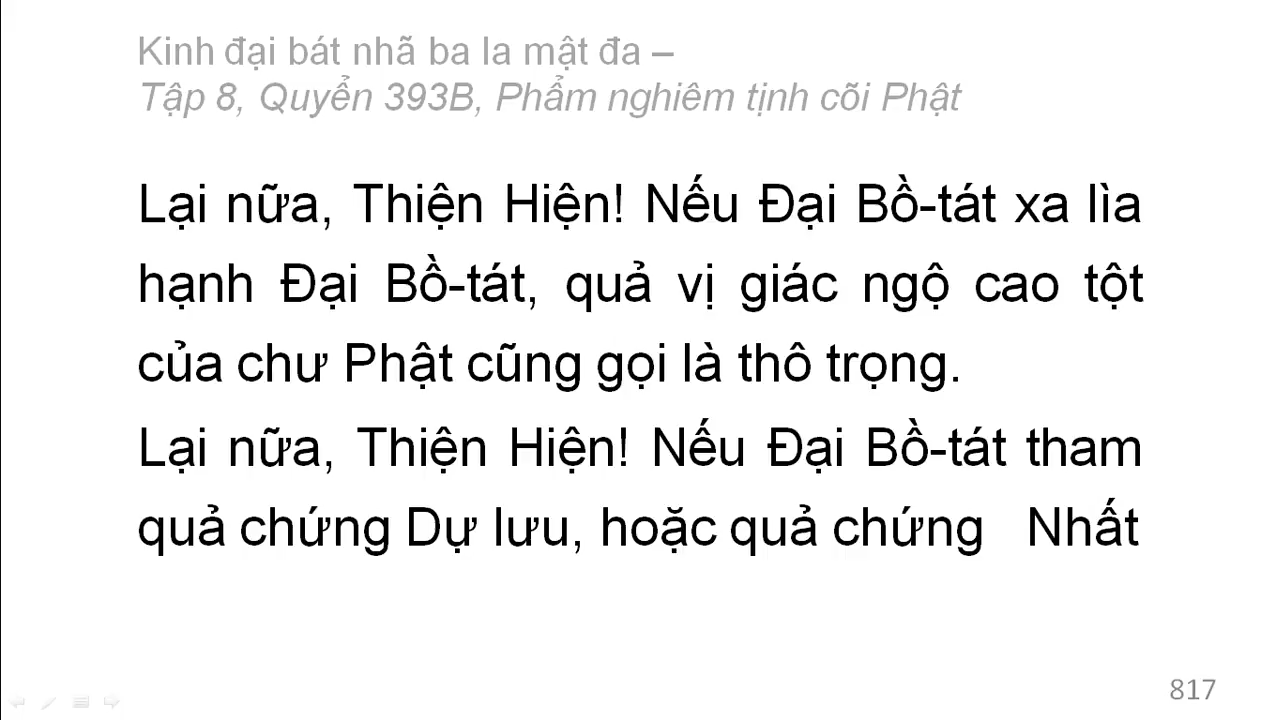 Kinh đại bát nhã ba la mật đa –
Tập 8, Quyển 393B, Phẩm nghiêm tịnh cõi Phật
Lại nữa, Thiện Hiện! Nếu Đại Bồ-tát xa lìa
hạnh Đại Bồ-tát, quả vị giác ngộ cao tột
của chư Phật cũng gọi là thô trọng.
Lại nữa, Thiện Hiện! Nếu Đại Bồ-tát tham
quả chứng Dự lưu, hoặc quả chứng Nhất
817